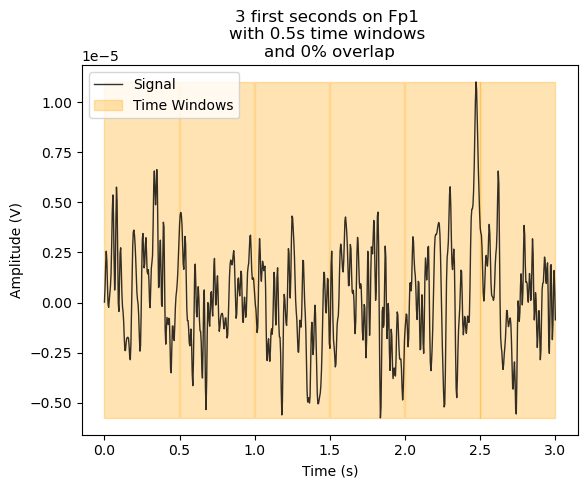 3 first seconds on Fp1
with 0.5s time windows
and 0% overlap
1e−5
Signal
Time Windows
1.00
0.75
0.50
0.25
0.00
−0.25
−0.50
Amplitude (V)
0.0 0.5 1.0 1.5 2.0 2.5 3.0
Time (s)